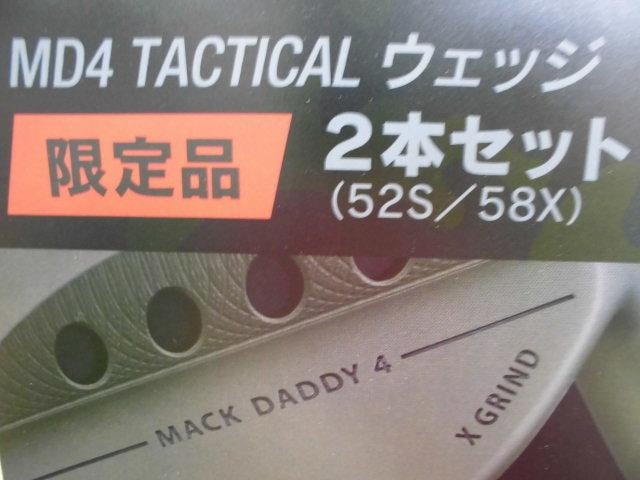 MD4 TACTICAL ウェッジ
限定品
2本セット
(52S/58X)
MACK DADDY 4
X GRIND